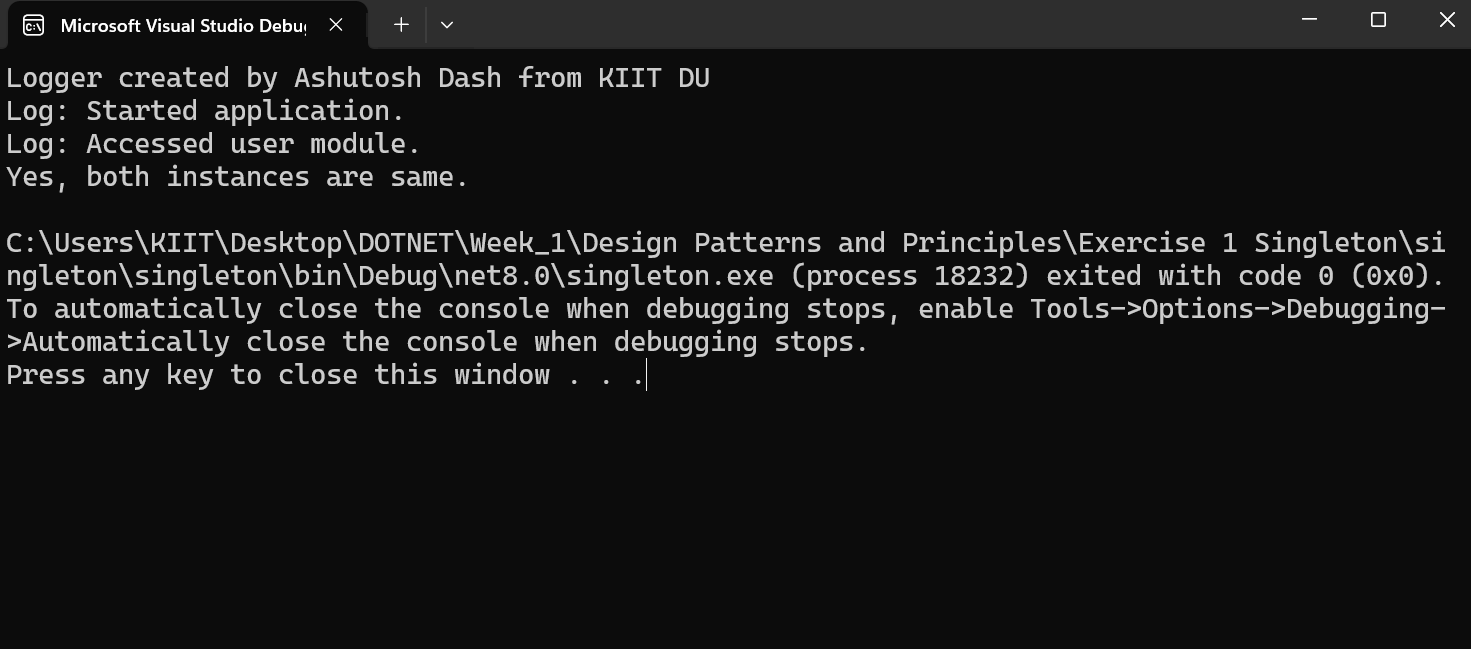 Microsoft Visual Studio Debu
Logger created by Ashutosh Dash from KIIT DU
Log: Started application.
Log: Accessed user module.
Yes, both instances are same.
C:\Users\KIIT\Desktop\DOTNET\Week_1\Design Patterns and Principles\Exercise 1 Singleton\si
ngleton\singleton\bin\Debug\net8.0\singleton.exe (process 18232) exited with code 0 (0x0).
To automatically close the console when debugging stops, enable Tools->Options->Debugging-
>Automatically close the console when debugging stops.
Press any key to close this window . . .